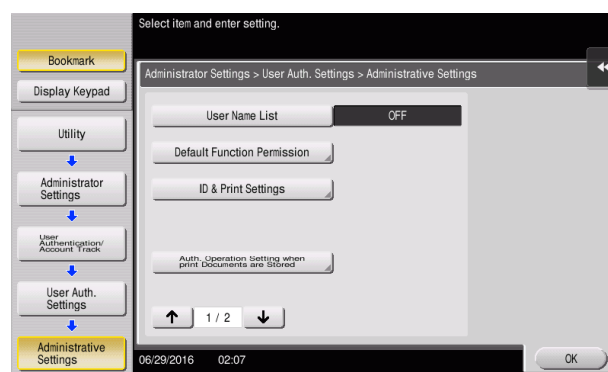 Select item and enter setting.
Bookmark
Display Keypad
Utility
Administrator
Settings
User
Authentication/
Account Track
User Auth.
Settings
Administrative
Settings
Administrator Settings > User Auth. Settings > Administrative Settings
User Name List
OFF
Default Function Permission
ID & Print Settings
Auth. Operation Setting when
print Documents are Stored
1 / 2
06/29/2016 02:07
OK